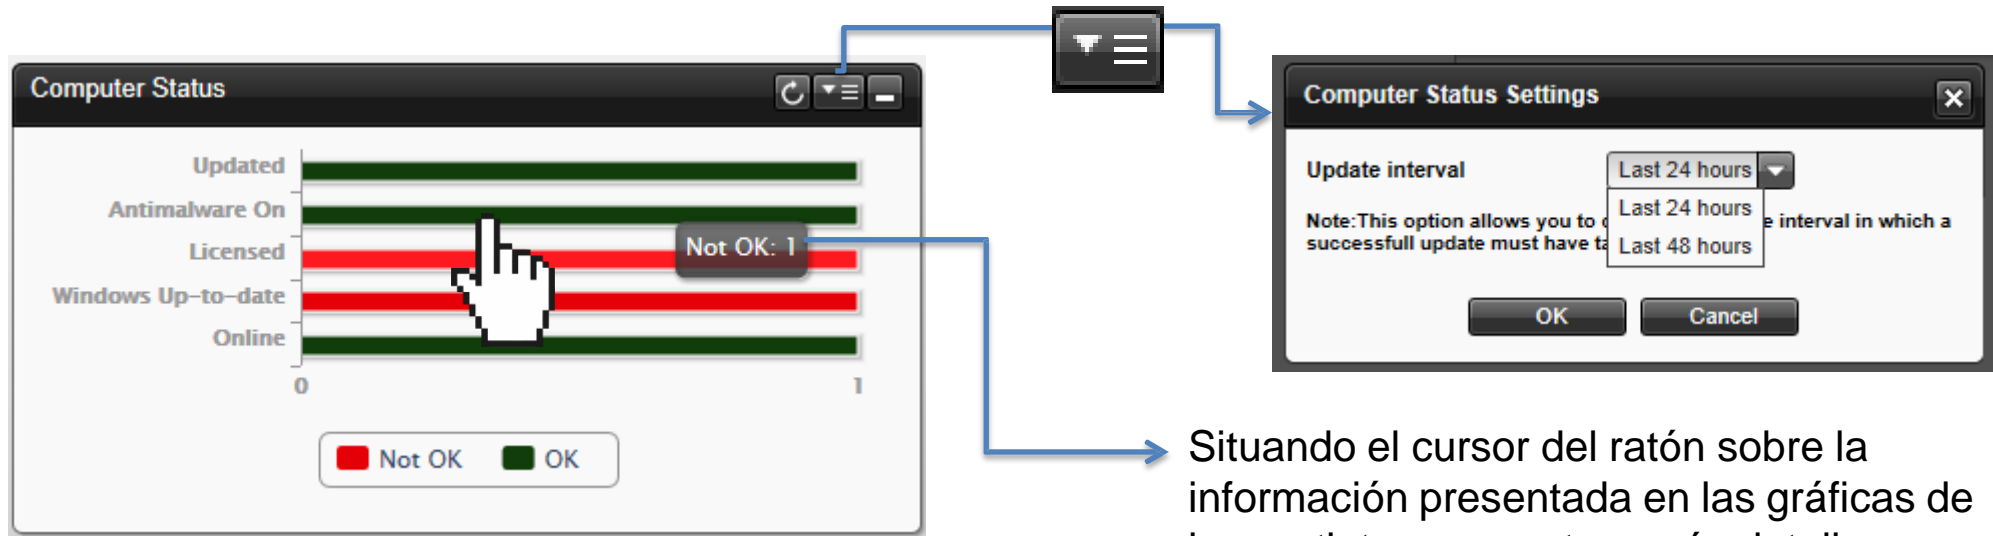 Computer Status
Updated
Antimalware On
Licensed
Windows Up-to-date
Online
Not OK: 1
0 1
Not OK OK
Computer Status Settings
Update interval Last 24 hours
Last 24 hours
Last 48 hours
Note:This option allows you to e interval in which a
successfull update must have ta
OK Cancel
Situando el cursor del ratón sobre la
información presentada en las gráficas de